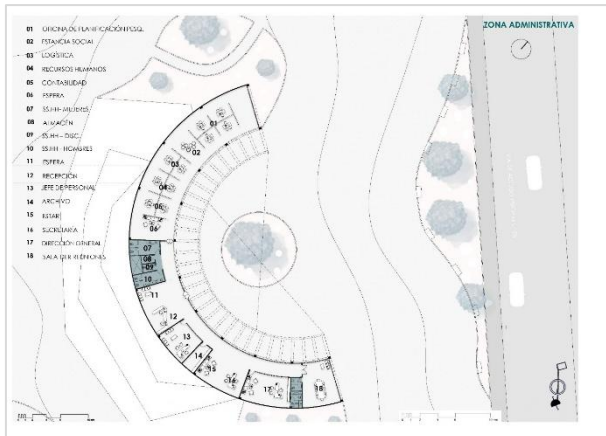 ZONA ADMINISTRATIVA
01 OFICINA DE PLANIFICACIÓN PESQ.
02 ESTANCIA SOCIAL
03 LOGÍSTICA
04 RECURSOS HUMANOS
05 CONTABILIDAD
06 ESPERA
07 SS.HH- MUJERES
08 ALMACÉN
09 SS.HH - DISC.
10 SS.HH - HOMBRES
11 ESPERA
12 RECEPCIÓN
13 JEFE DE PERSONAL
14 ARCHIVO
15 ESTAR
16 SECRETARIA
17 DIRECCIÓN GENERAL
18 SALA DE REUNIONES
01
02
03
04
05
06
07
08
09
10
11
12
13
14
15
16
17
18